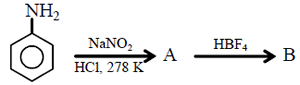 NH₂
NaNO₂
HCl, 278 K
A
HBF₄
B